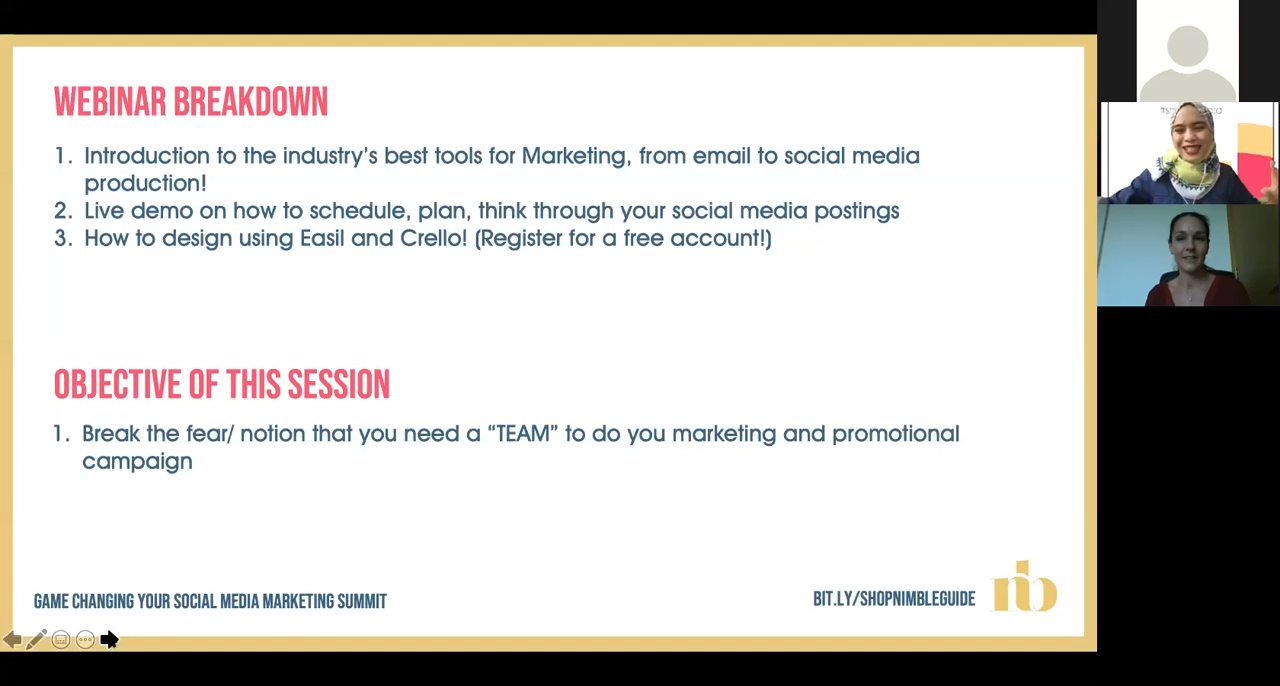 WEBINAR BREAKDOWN
1. Introduction to the industry's best tools for Marketing, from email to social media
production!
2. Live demo on how to schedule, plan, think through your social media postings
3. How to design using Easil and Crello! (Register for a free account!)
OBJECTIVE OF THIS SESSION
1. Break the fear/ notion that you need a “TEAM” to do you marketing and promotional
campaign
GAME CHANGING YOUR SOCIAL MEDIA MARKETING SUMMIT
BIT.LY/SHOPNIMBLEGUIDE